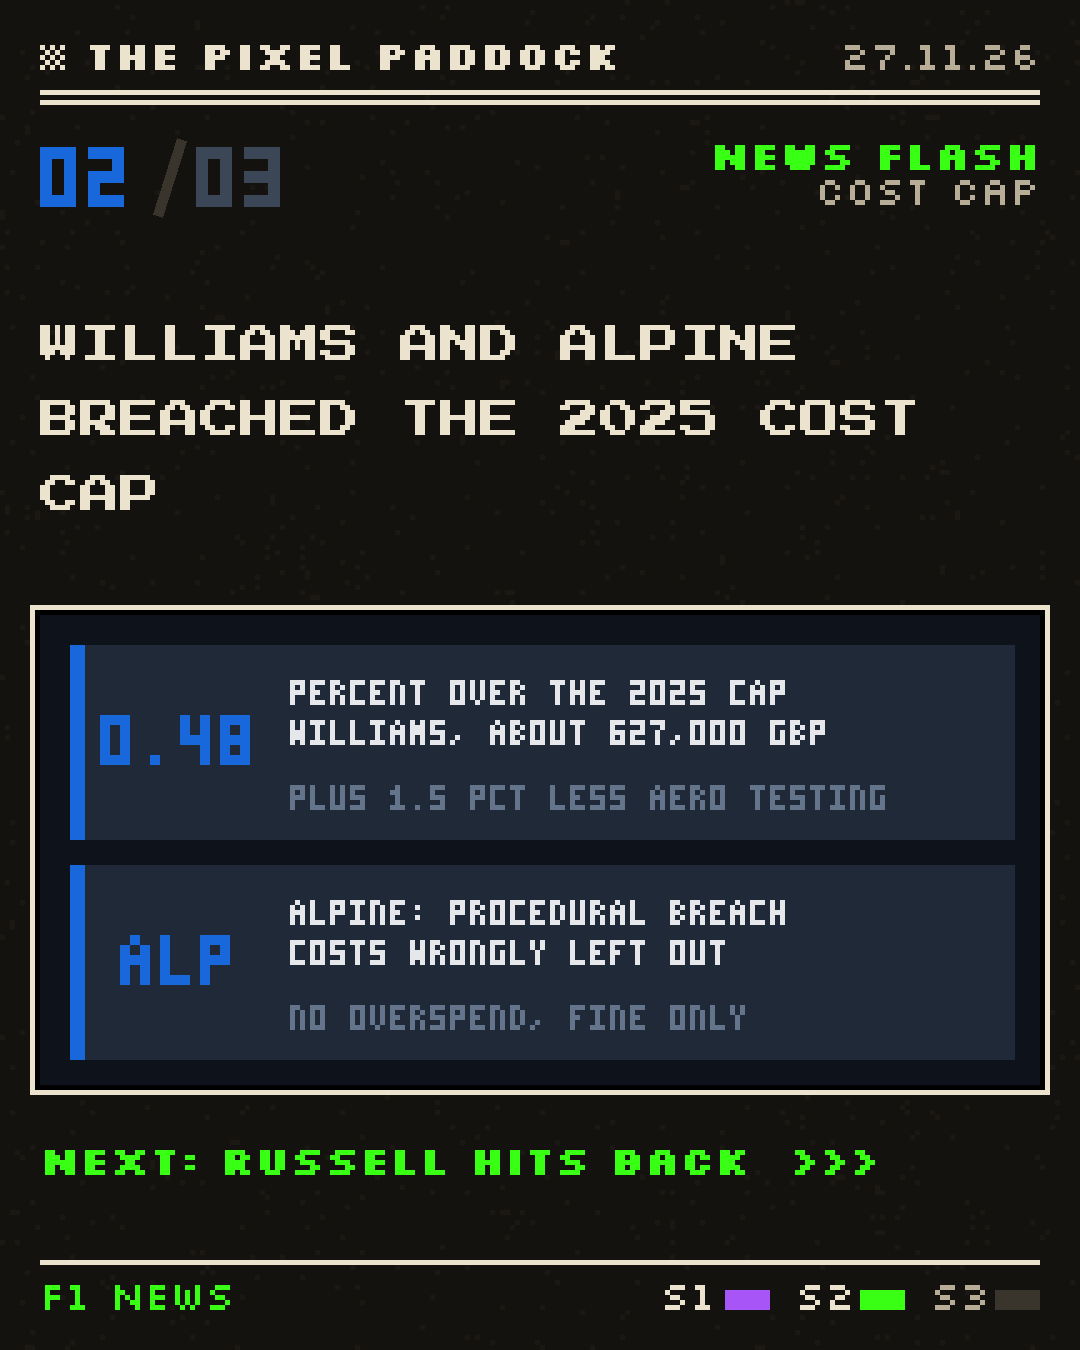 THE PIXEL PADDOCK
27.11.26
02 /03
NEWS FLASH
COST CAP
WILLIAMS AND ALPINE
BREACHED THE 2025 COST
CAP
0.48
PERCENT OVER THE 2025 CAP
WILLIAMS, ABOUT 627,000 GBP
PLUS 1.5 PCT LESS AERO TESTING
ALP
ALPINE: PROCEDURAL BREACH
COSTS WRONGLY LEFT OUT
NO OVERSPEND, FINE ONLY
NEXT: RUSSELL HITS BACK >>>
F1 NEWS
S1 S2 S3